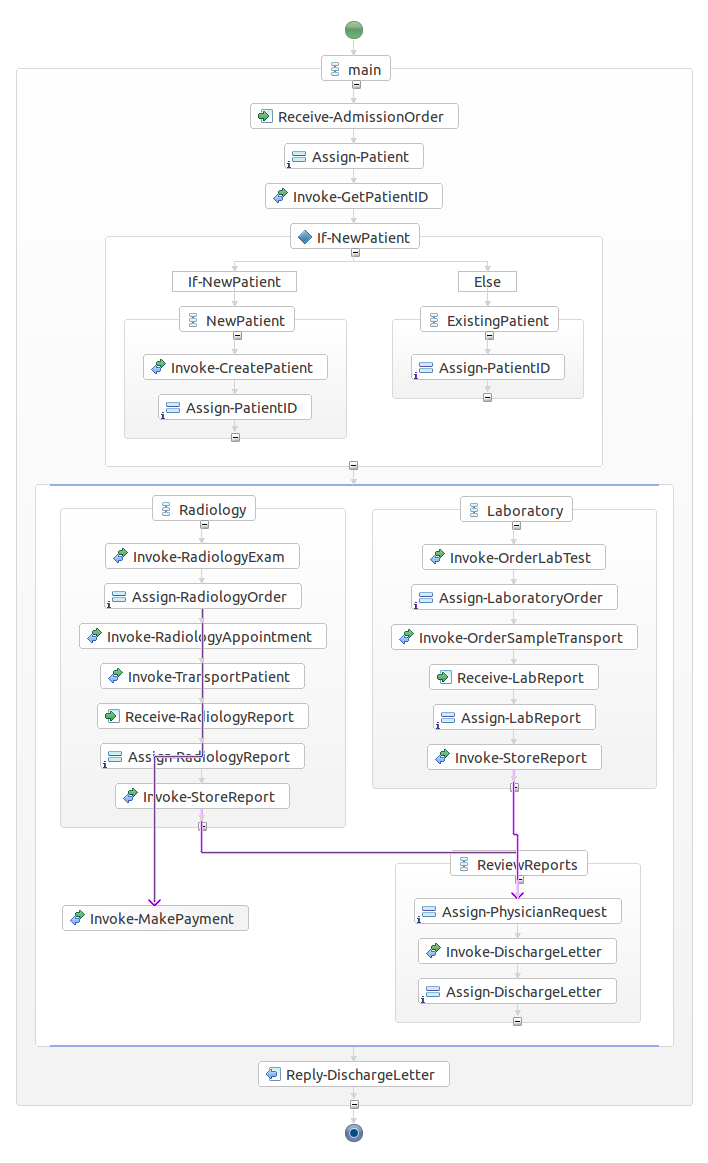 main
Receive-AdmissionOrder
Assign-Patient
Invoke-GetPatientID
If-NewPatient
If-NewPatient
Else
NewPatient
ExistingPatient
Invoke-CreatePatient
Assign-PatientID
Assign-PatientID
Radiology
Invoke-RadiologyExam
Assign-RadiologyOrder
Invoke-RadiologyAppointment
Invoke-TransportPatient
Receive-RadiologyReport
Assign-RadiologyReport
Invoke-StoreReport
Laboratory
Invoke-OrderLabTest
Assign-LaboratoryOrder
Invoke-OrderSampleTransport
Receive-LabReport
Assign-LabReport
Invoke-StoreReport
Invoke-MakePayment
ReviewReports
Assign-PhysicianRequest
Invoke-DischargeLetter
Assign-DischargeLetter
Reply-DischargeLetter